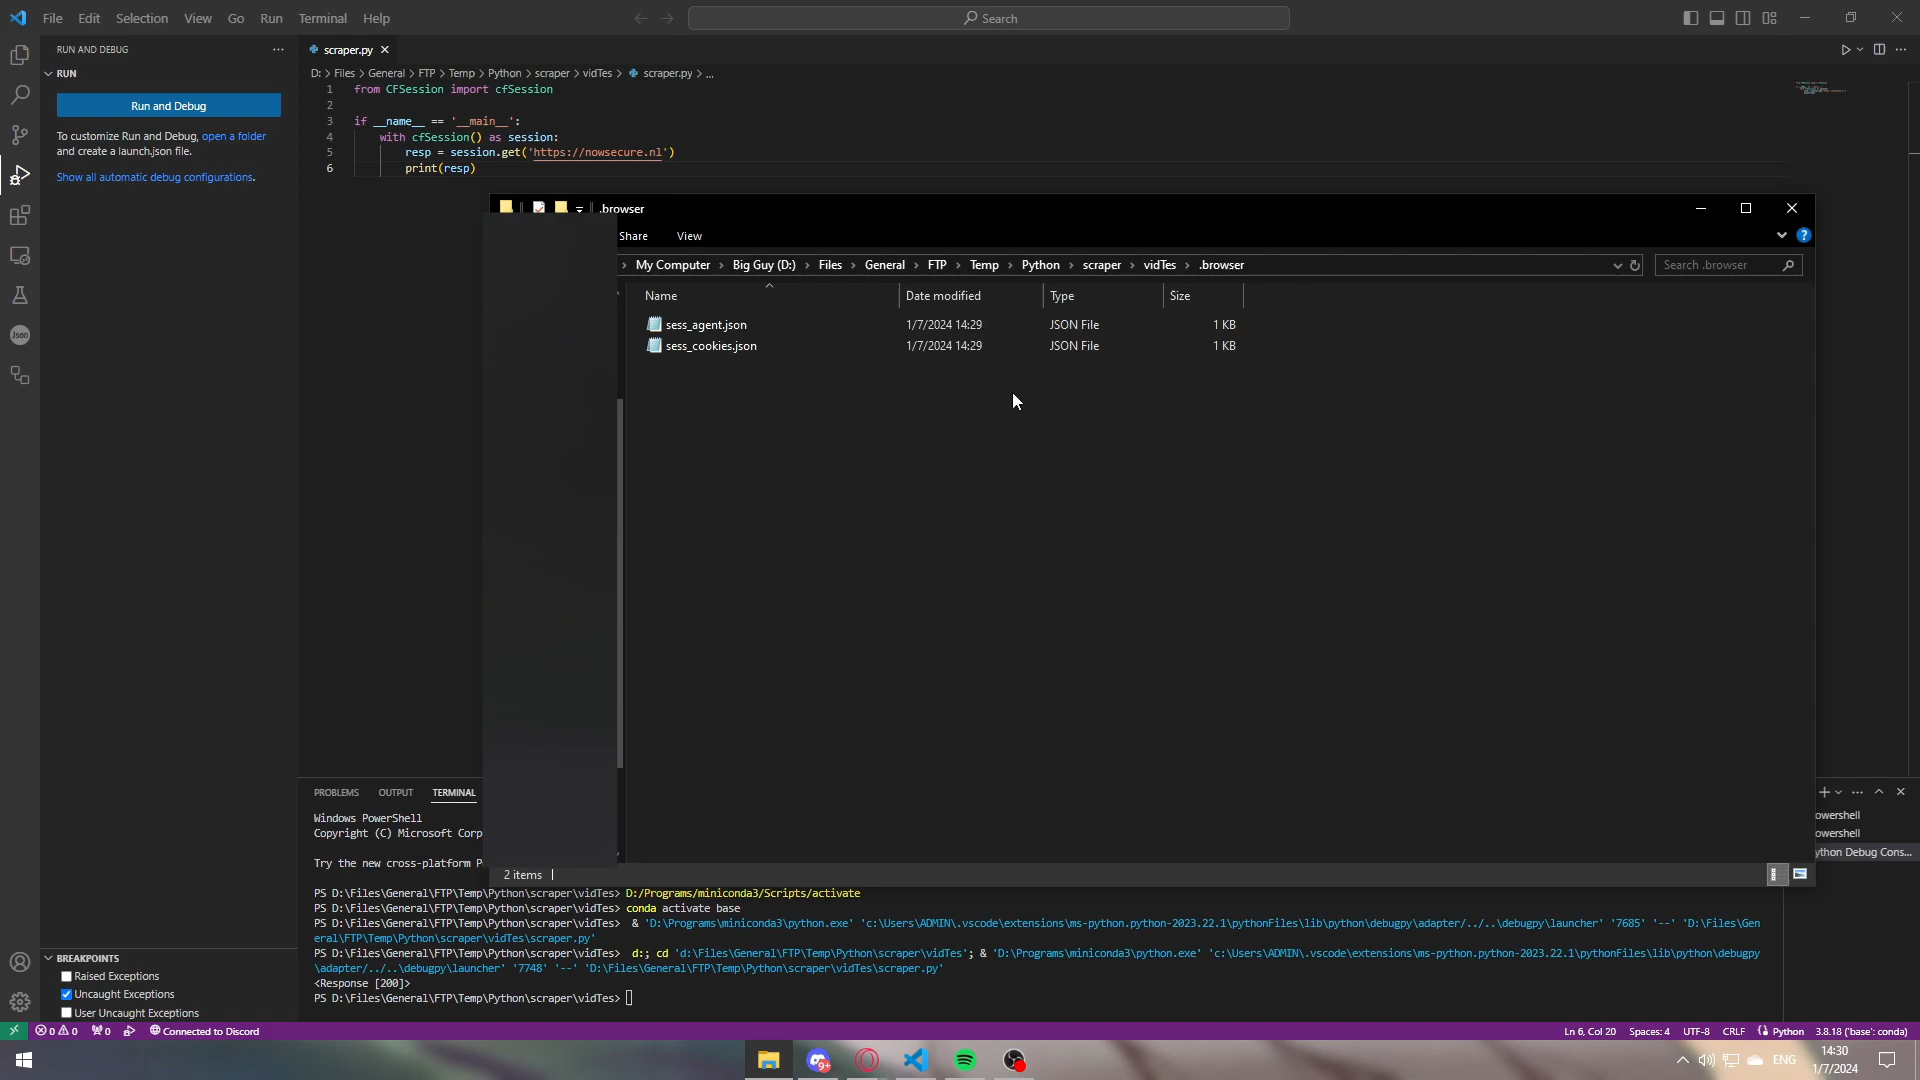 File Edit Selection View Go Run Terminal Help
Search
RUN AND DEBUG
RUN
Run and Debug
To customize Run and Debug, open a folder
and create a launch.json file.
Show all automatic debug configurations.
scraper.py
D: > Files > General > FTP > Temp > Python > scraper > vidTes > scraper.py > ...
1 from CFSession import cfSession
2
3 if __name__ == '__main__':
4 with cfSession() as session:
5 resp = session.get('https://nowsecure.nl')
6 print(resp)
.browser
Share View
My Computer > Big Guy (D:) > Files > General > FTP > Temp > Python > scraper > vidTes > .browser
Search .browser
Name Date modified Type Size
sess_agent.json 1/7/2024 14:29 JSON File 1 KB
sess_cookies.json 1/7/2024 14:29 JSON File 1 KB
2 items
PROBLEMS OUTPUT TERMINAL
Windows PowerShell
Copyright (C) Microsoft Corp
Try the new cross-platform P
PS D:\Files\General\FTP\Temp\Python\scraper\vidTes> D:/Programs/miniconda3/Scripts/activate
PS D:\Files\General\FTP\Temp\Python\scraper\vidTes> conda activate base
PS D:\Files\General\FTP\Temp\Python\scraper\vidTes> & 'D:\Programs\miniconda3\python.exe' 'c:\Users\ADMIN\.vscode\extensions\ms-python.python-2023.22.1\pythonFiles\lib\python\debugpy\adapter/../..\debugpy\launcher' '7685' '--' 'D:\Files\Gen
eral\FTP\Temp\Python\scraper\vidTes\scraper.py'
PS D:\Files\General\FTP\Temp\Python\scraper\vidTes> d:; cd 'd:\Files\General\FTP\Temp\Python\scraper\vidTes'; & 'D:\Programs\miniconda3\python.exe' 'c:\Users\ADMIN\.vscode\extensions\ms-python.python-2023.22.1\pythonFiles\lib\python\debugpy
\adapter/../..\debugpy\launcher' '7748' '--' 'D:\Files\General\FTP\Temp\Python\scraper\vidTes\scraper.py'
<Response [200]>
PS D:\Files\General\FTP\Temp\Python\scraper\vidTes>
owershell
owershell
ython Debug Cons...
Json
BREAKPOINTS
Raised Exceptions
Uncaught Exceptions
User Uncaught Exceptions
0 0 0 Connected to Discord
Ln 6, Col 20 Spaces: 4 UTF-8 CRLF Python 3.8.18 ('base': conda)
9+
ENG
14:30
1/7/2024